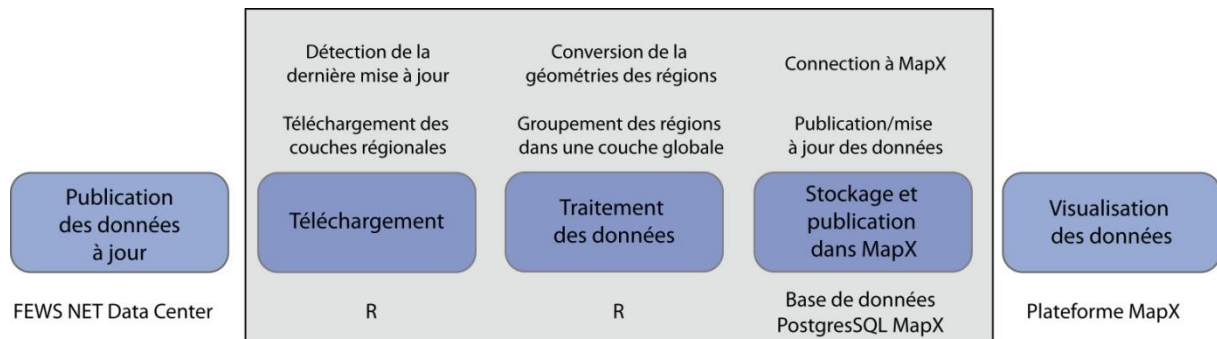 Détection de la
dernière mise à jour
Téléchargement des
couches régionales
Conversion de la
géométries des régions
Groupement des régions
dans une couche globale
Connection à MapX
Publication/mise
à jour des données
Publication
des données
à jour
Téléchargement
Traitement
des données
Stockage et
publication
dans MapX
Visualisation
des données
FEWS NET Data Center
R
R
Base de données
PostgresSQL MapX
Plateforme MapX